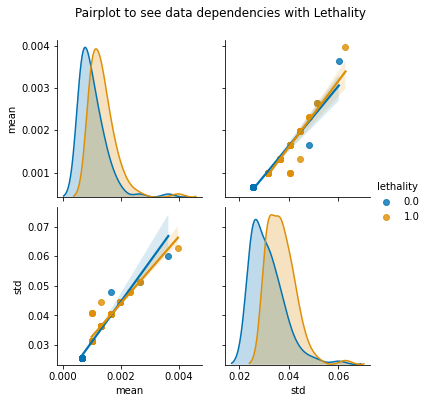 Pairplot to see data dependencies with Lethality
0.004
0.003
0.002
0.001
mean
lethality
0.0
1.0
0.07
0.06
0.05
0.04
0.03
std
0.000 0.002 0.004
mean
0.02 0.04 0.06
std